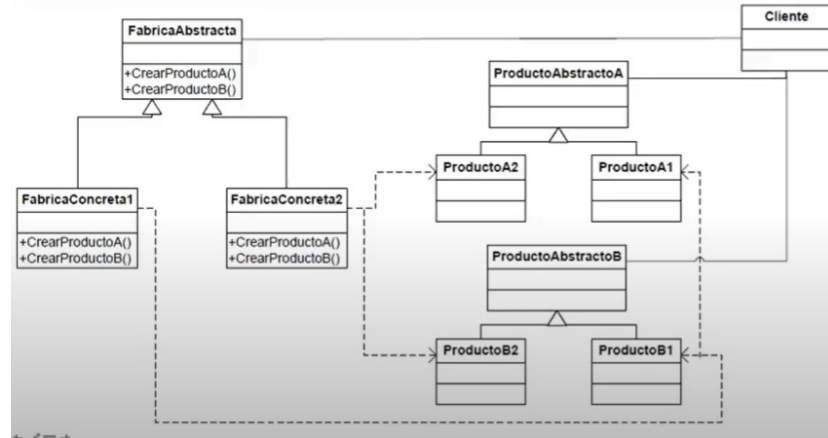 FabricaAbstracta
+CrearProductoA()
+CrearProductoB()
Cliente
ProductoAbstractoA
ProductoA2
ProductoA1
FabricaConcreta1
+CrearProductoA()
+CrearProductoB()
FabricaConcreta2
+CrearProductoA()
+CrearProductoB()
ProductoAbstractoB
ProductoB2
ProductoB1